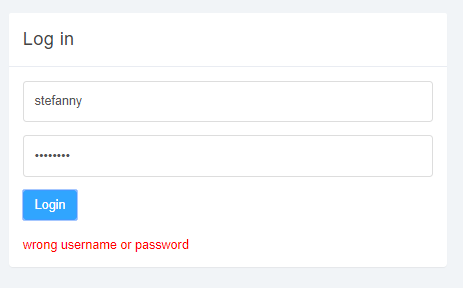 Log in
stefanny
••••••••
Login
wrong username or password